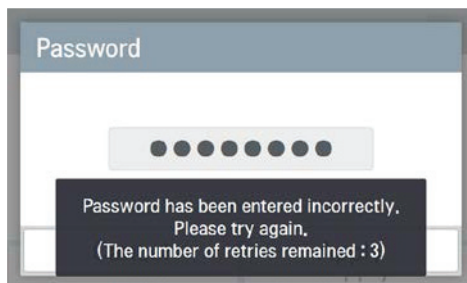 Password
●●●●●●●●
Password has been entered incorrectly.
Please try again.
(The number of retries remained : 3)